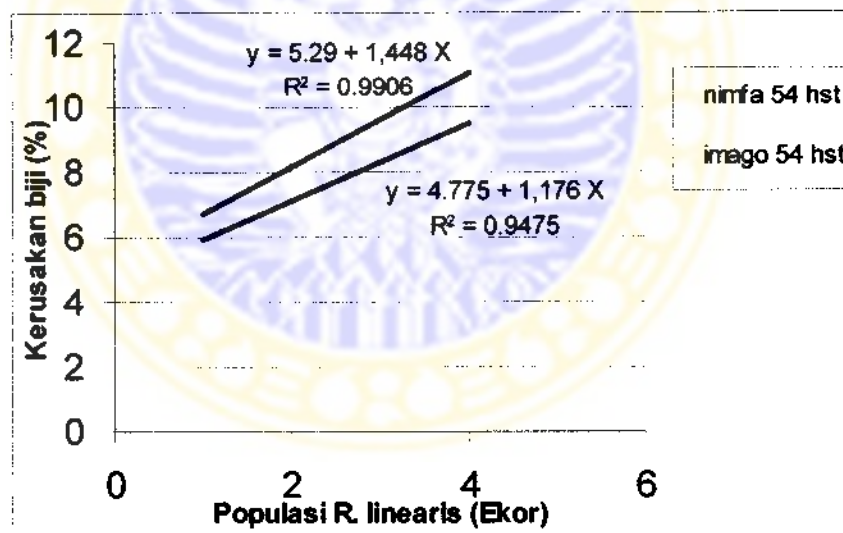 Kerusakan biji (%)
12
10
8
6
4
2
0
y = 5.29 + 1,448 X
R² = 0.9906
y = 4.775 + 1,176 X
R² = 0.9475
nimfa 54 hst
imago 54 hst
0 2 4 6
Populasi R. linearis (Ekor)